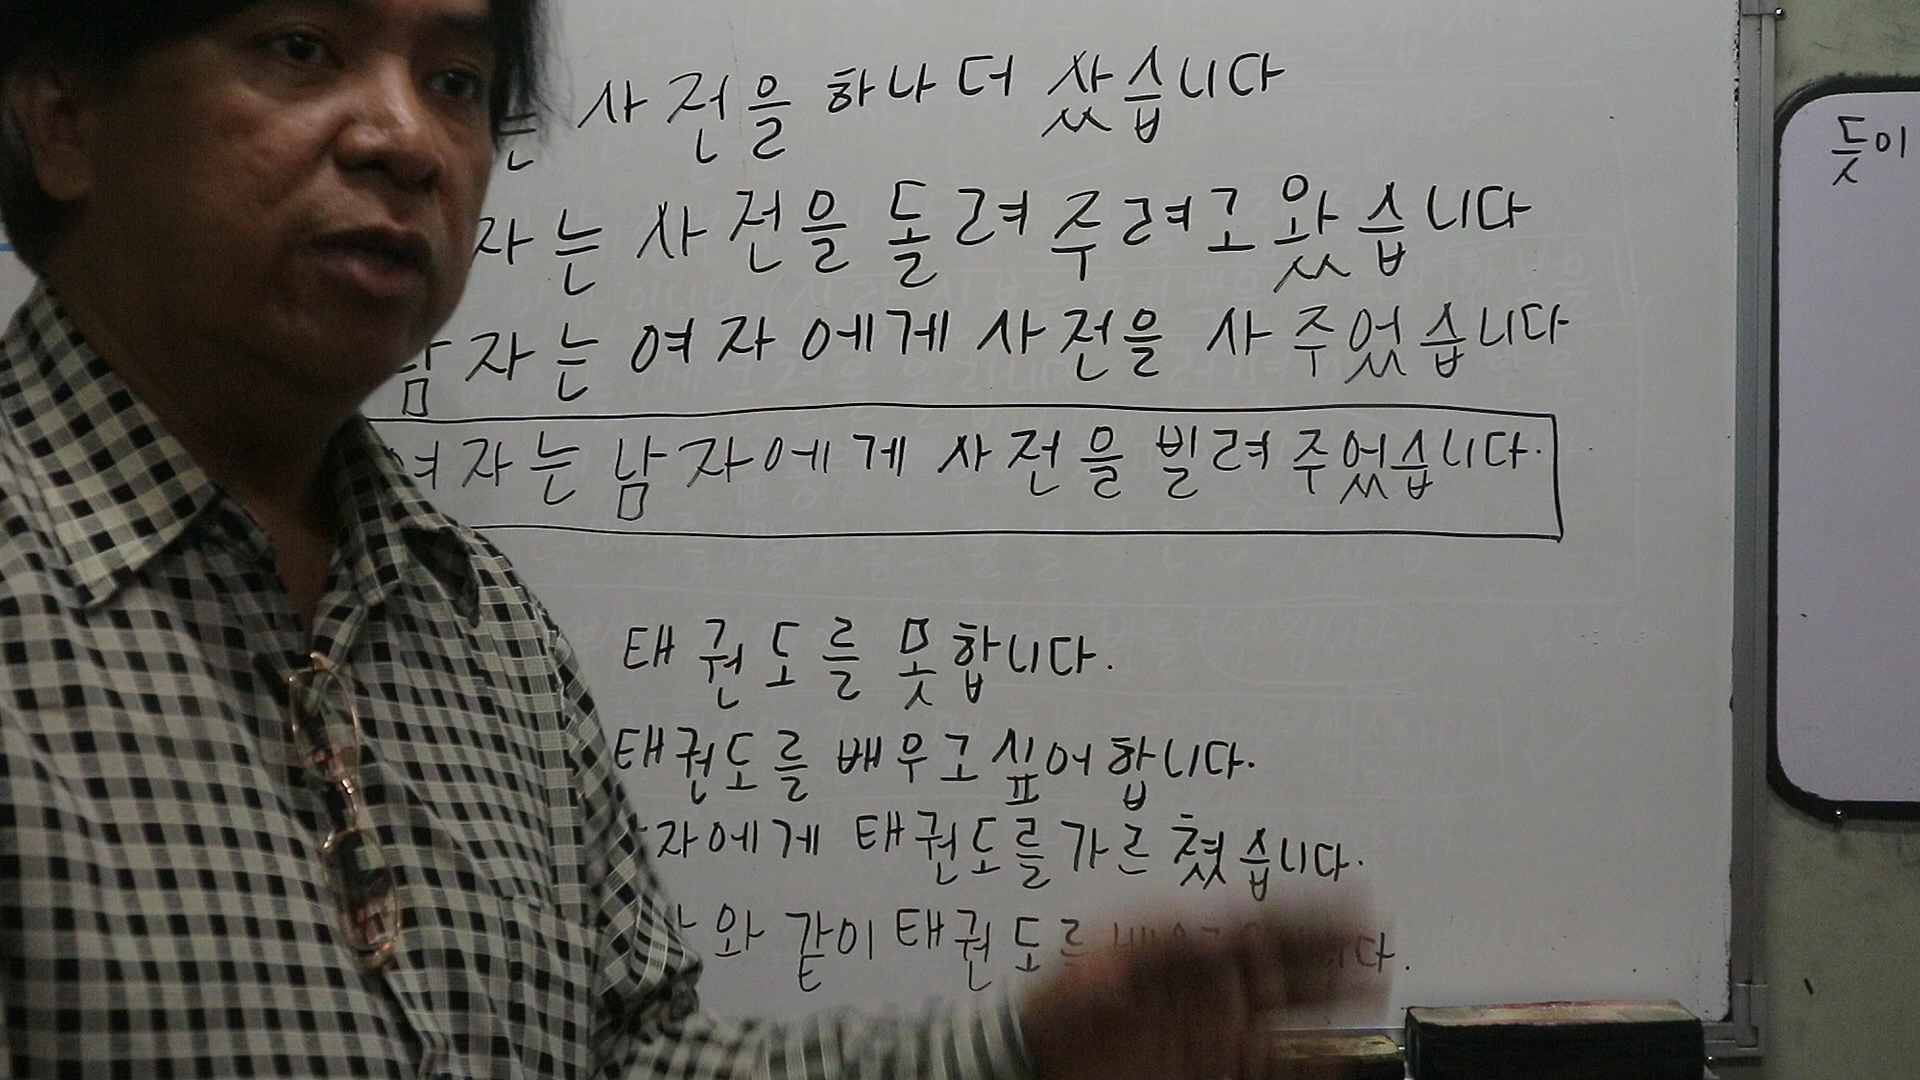 는 사전을 하나 더 샀습니다
자는 사전을 돌려 주려고 왔습니다
남자는 여자에게 사전을 사 주었습니다
여자는 남자에게 사전을 빌려 주었습니다.
태권도를 못합니다.
태권도를 배우고 싶어 합니다.
자에게 태권도를 가르쳤습니다.
와 같이 태권도를
듯이